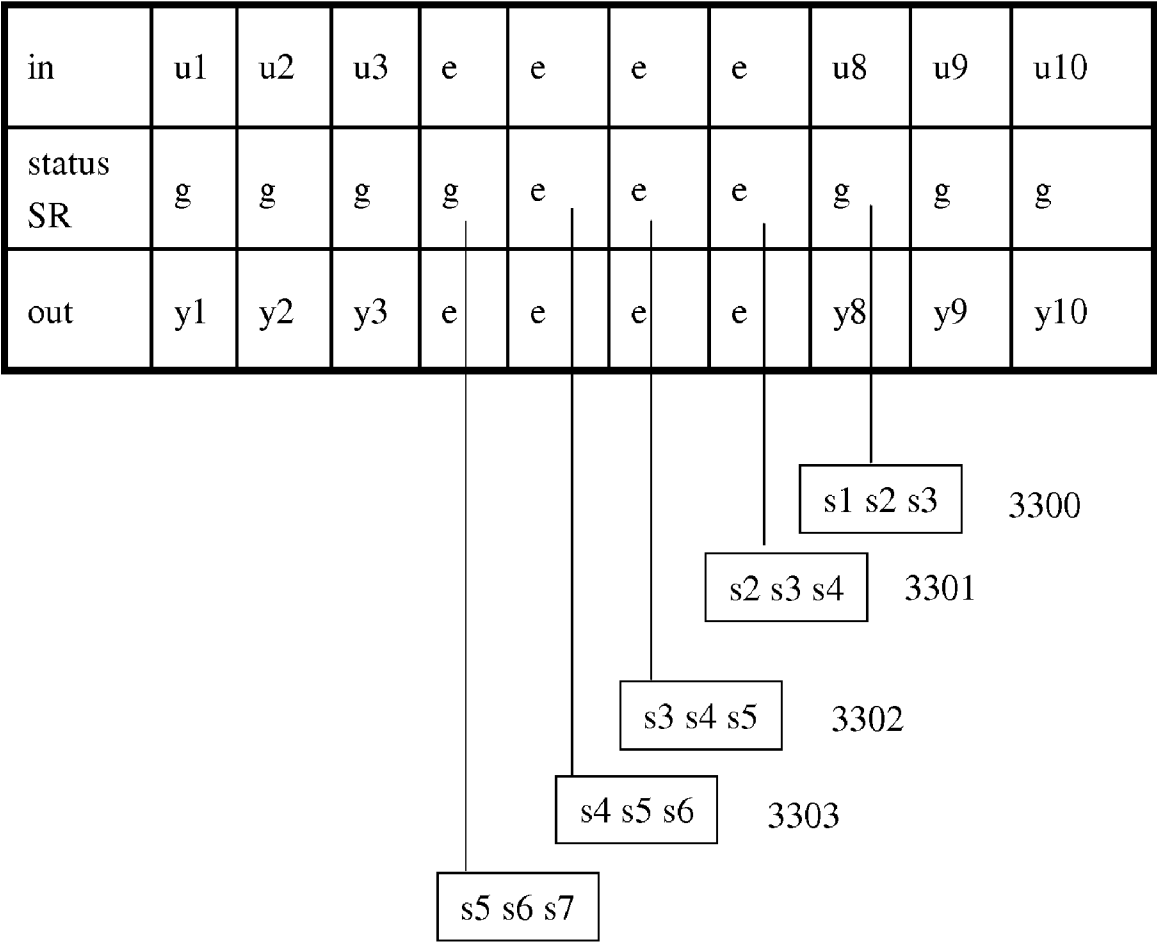 in u1 u2 u3 e e e e u8 u9 u10
status SR g g g g e e e g g g
out y1 y2 y3 e e e e y8 y9 y10
s1 s2 s3 3300
s2 s3 s4 3301
s3 s4 s5 3302
s4 s5 s6 3303
s5 s6 s7